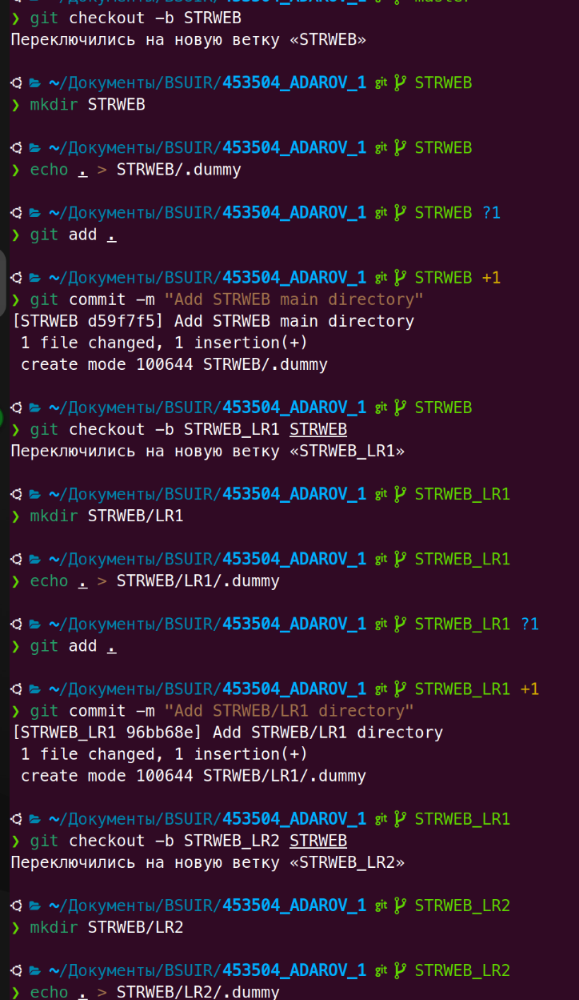 ❯ git checkout -b STRWEB
Переключились на новую ветку «STRWEB»
~/Документы/BSUIR/453504_ADAROV_1 git STRWEB
❯ mkdir STRWEB
~/Документы/BSUIR/453504_ADAROV_1 git STRWEB
❯ echo . > STRWEB/.dummy
~/Документы/BSUIR/453504_ADAROV_1 git STRWEB ?1
❯ git add .
~/Документы/BSUIR/453504_ADAROV_1 git STRWEB +1
❯ git commit -m "Add STRWEB main directory"
[STRWEB d59f7f5] Add STRWEB main directory
1 file changed, 1 insertion(+)
create mode 100644 STRWEB/.dummy
~/Документы/BSUIR/453504_ADAROV_1 git STRWEB
❯ git checkout -b STRWEB_LR1 STRWEB
Переключились на новую ветку «STRWEB_LR1»
~/Документы/BSUIR/453504_ADAROV_1 git STRWEB_LR1
❯ mkdir STRWEB/LR1
~/Документы/BSUIR/453504_ADAROV_1 git STRWEB_LR1
❯ echo . > STRWEB/LR1/.dummy
~/Документы/BSUIR/453504_ADAROV_1 git STRWEB_LR1 ?1
❯ git add .
~/Документы/BSUIR/453504_ADAROV_1 git STRWEB_LR1 +1
❯ git commit -m "Add STRWEB/LR1 directory"
[STRWEB_LR1 96bb68e] Add STRWEB/LR1 directory
1 file changed, 1 insertion(+)
create mode 100644 STRWEB/LR1/.dummy
~/Документы/BSUIR/453504_ADAROV_1 git STRWEB_LR1
❯ git checkout -b STRWEB_LR2 STRWEB
Переключились на новую ветку «STRWEB_LR2»
~/Документы/BSUIR/453504_ADAROV_1 git STRWEB_LR2
❯ mkdir STRWEB/LR2
~/Документы/BSUIR/453504_ADAROV_1 git STRWEB_LR2
❯ echo . > STRWEB/LR2/.dummy